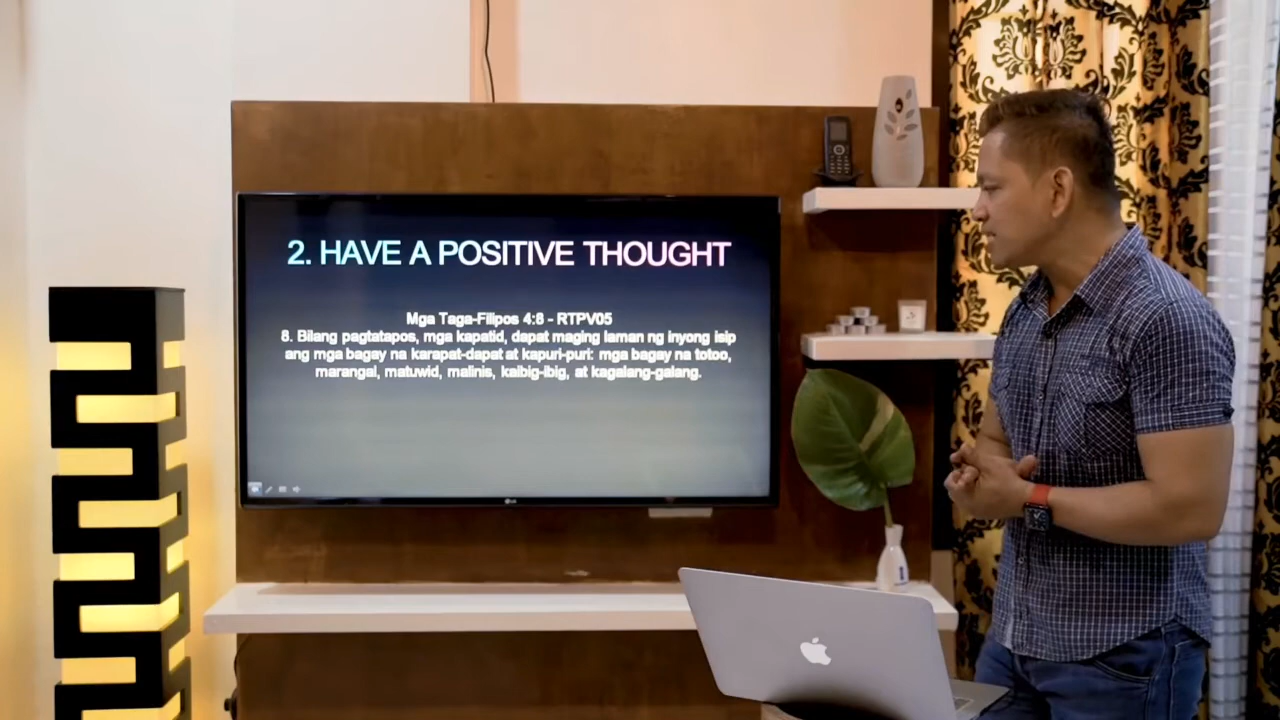 2. HAVE A POSITIVE THOUGHT
Mga Taga-Filipos 4:8 - RTPV05
8. Bilang pagtatapos, mga kapatid, dapat maging laman ng inyong isip
ang mga bagay na karapat-dapat at kapuri-puri: mga bagay na totoo,
marangal, matuwid, malinis, kaibig-ibig, at kagalang-galang.
LG